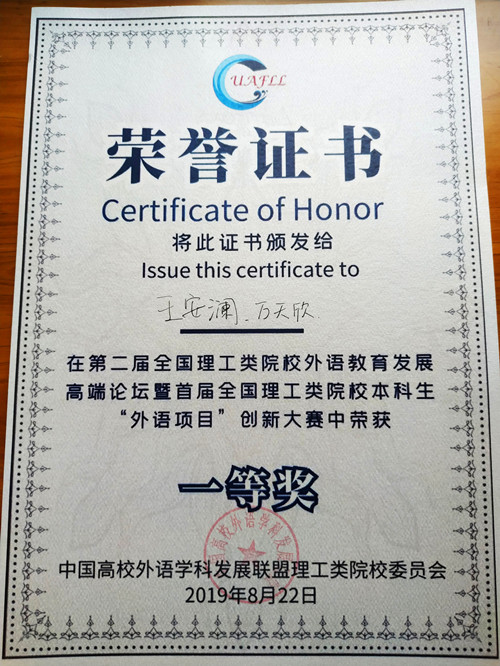 UAFLL
荣誉证书
Certificate of Honor
将此证书颁发给
Issue this certificate to
王安澜、万天欣
在第二届全国理工类院校外语教育发展
高端论坛暨首届全国理工类院校本科生
“外语项目”创新大赛中荣获
一等奖
中国高校外语学科发展联盟理工类院校委员会
2019年8月22日